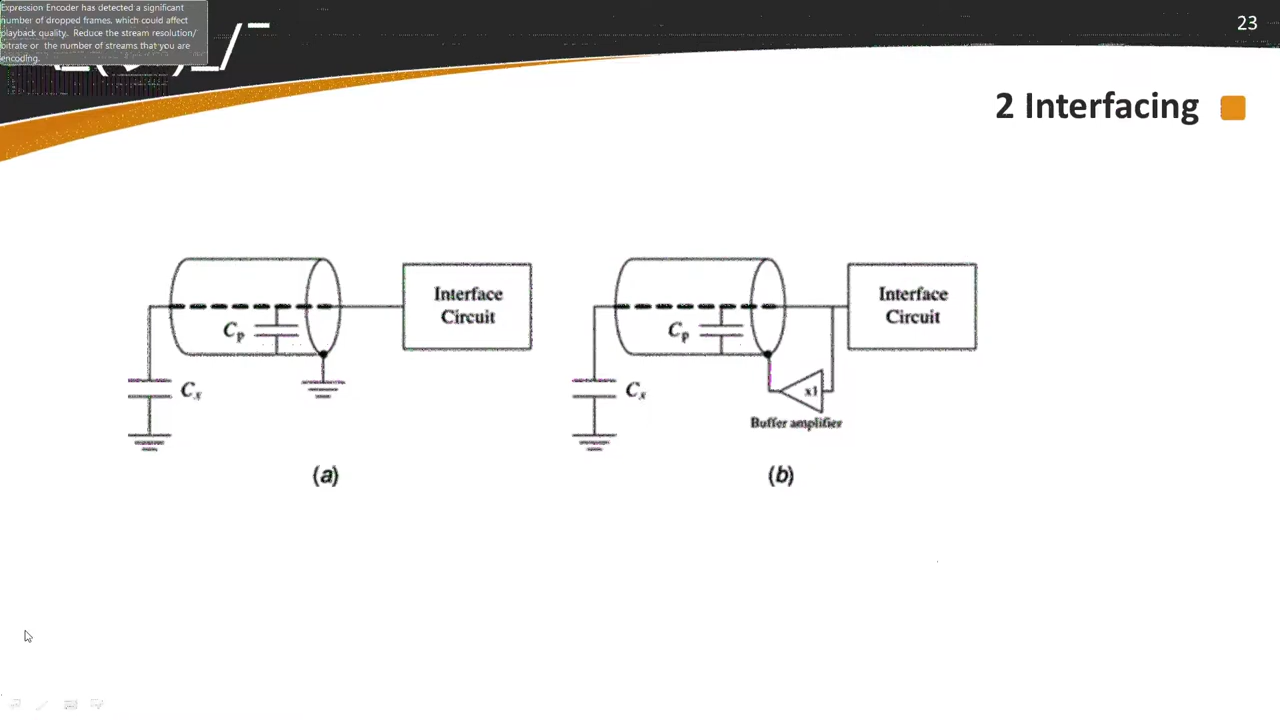 Expression Encoder has detected a significant
number of dropped frames, which could affect
playback quality. Reduce the stream resolution/
bitrate or the number of streams that you are
encoding.
23
2 Interfacing
Interface
Circuit
Cp
Cx
(a)
Interface
Circuit
Cp
Cx
x1
Buffer amplifier
(b)